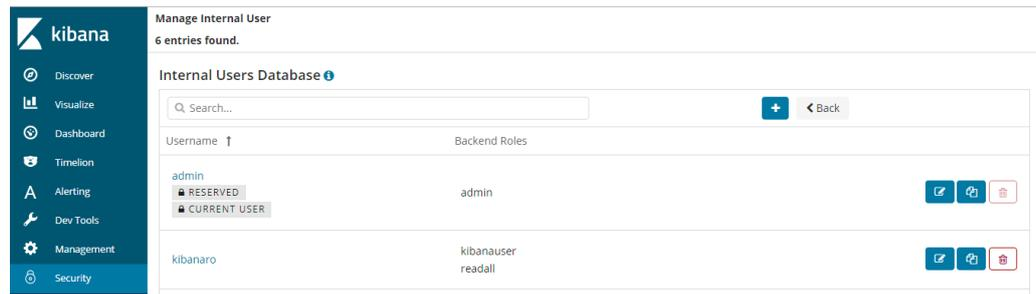 kibana
Discover
Visualize
Dashboard
Timelion
Alerting
Dev Tools
Management
Security
Manage Internal User
6 entries found.
Internal Users Database
Search...
Back
Username
Backend Roles
admin
RESERVED
CURRENT USER
admin
kibanaro
kibanauser
readall